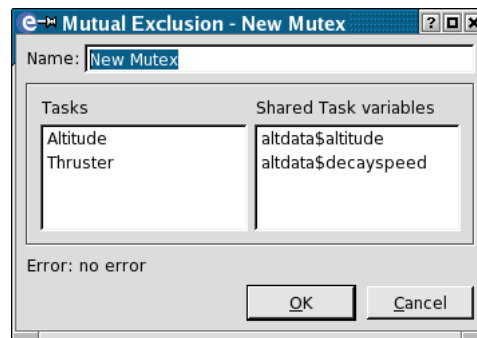 Mutual Exclusion - New Mutex
Name: New Mutex
Tasks
Altitude
Thruster
Shared Task variables
altdata$altitude
altdata$decayspeed
Error: no error
OK
Cancel